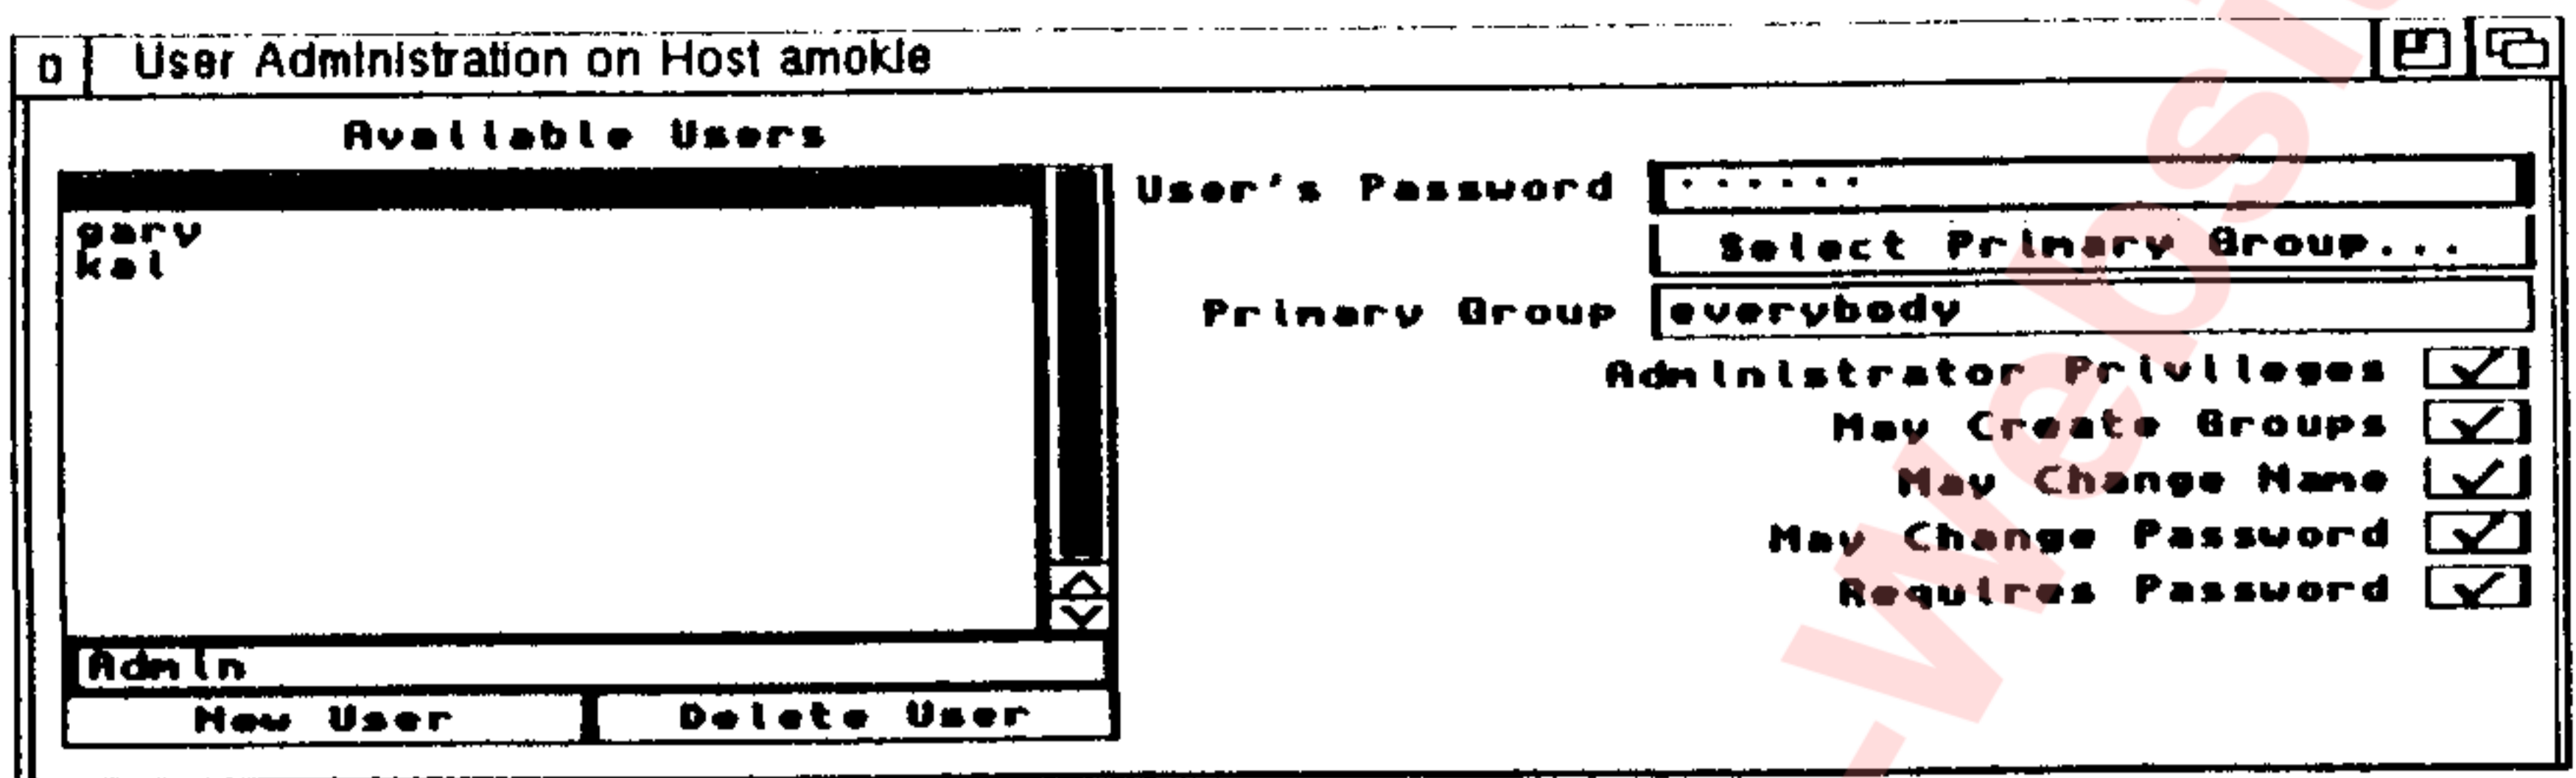 User Administration on Host amokle
Available Users
gary
kal
Admin
New User
Delete User
User's Password ······
Select Primary Group...
Primary Group everybody
Administrator Privileges
May Create Groups
May Change Name
May Change Password
Requires Password